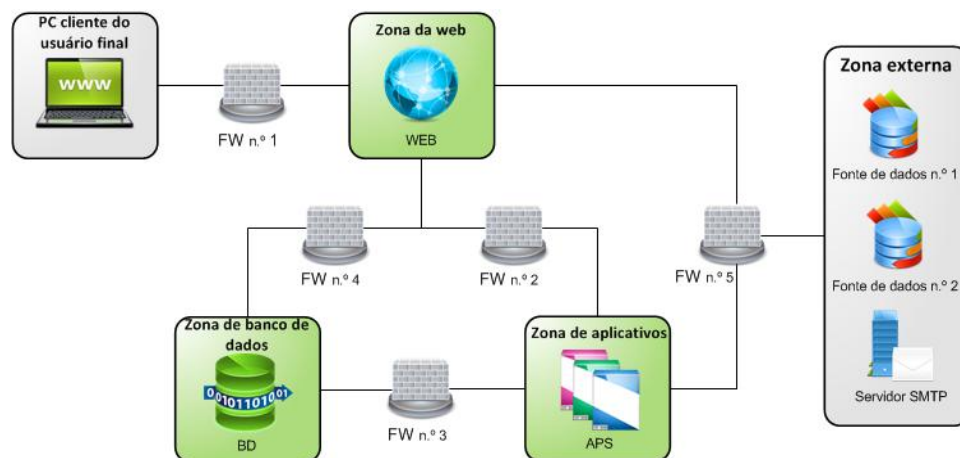 PC cliente do
usuário final
WWW
FW n.º 1
Zona da web
WEB
Zona externa
Fonte de dados n.º 1
Fonte de dados n.º 2
Servidor SMTP
FW n.º 4
FW n.º 2
FW n.º 5
Zona de banco de
dados
0101101001
BD
FW n.º 3
Zona de aplicativos
APS